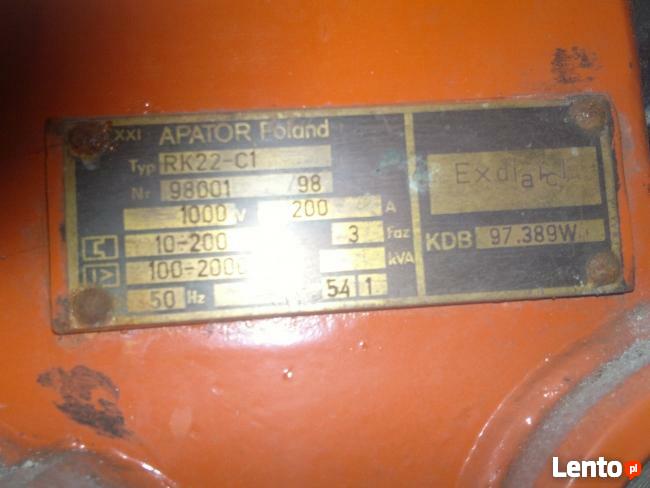 XXI APATOR Poland
Typ RK22-C1
Nr 98001 /98
1000 V 200 A
10-200 3 Faz
100-2000 kVA
50 Hz 54 1
KDB 97.389W
Lento.pl